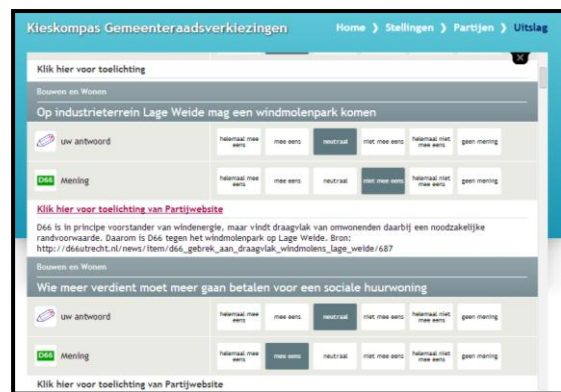 Kieskompas Gemeenteraadsverkiezingen
Home ❯ Stellingen ❯ Partijen ❯ Uitslag
Klik hier voor toelichting
Bouwen en Wonen
Op industrieterrein Lage Weide mag een windmolenpark komen
uw antwoord
helemaal mee eens
mee eens
neutraal
niet mee eens
helemaal niet mee eens
geen mening
D66 Mening
helemaal mee eens
mee eens
neutraal
niet mee eens
helemaal niet mee eens
geen mening
Klik hier voor toelichting van Partijwebsite
D66 is in principe voorstander van windenergie, maar vindt draagvlak van omwonenden daarbij een noodzakelijke
randvoorwaarde. Daarom is D66 tegen het windmolenpark op Lage Weide. Bron:
http://d66utrecht.nl/news/item/d66_gebrek_aan_draagvlak_windmolens_lage_weide/687
Bouwen en Wonen
Wie meer verdient moet meer gaan betalen voor een sociale huurwoning
uw antwoord
helemaal mee eens
mee eens
neutraal
niet mee eens
helemaal niet mee eens
geen mening
D66 Mening
helemaal mee eens
mee eens
neutraal
niet mee eens
helemaal niet mee eens
geen mening
Klik hier voor toelichting van Partijwebsite